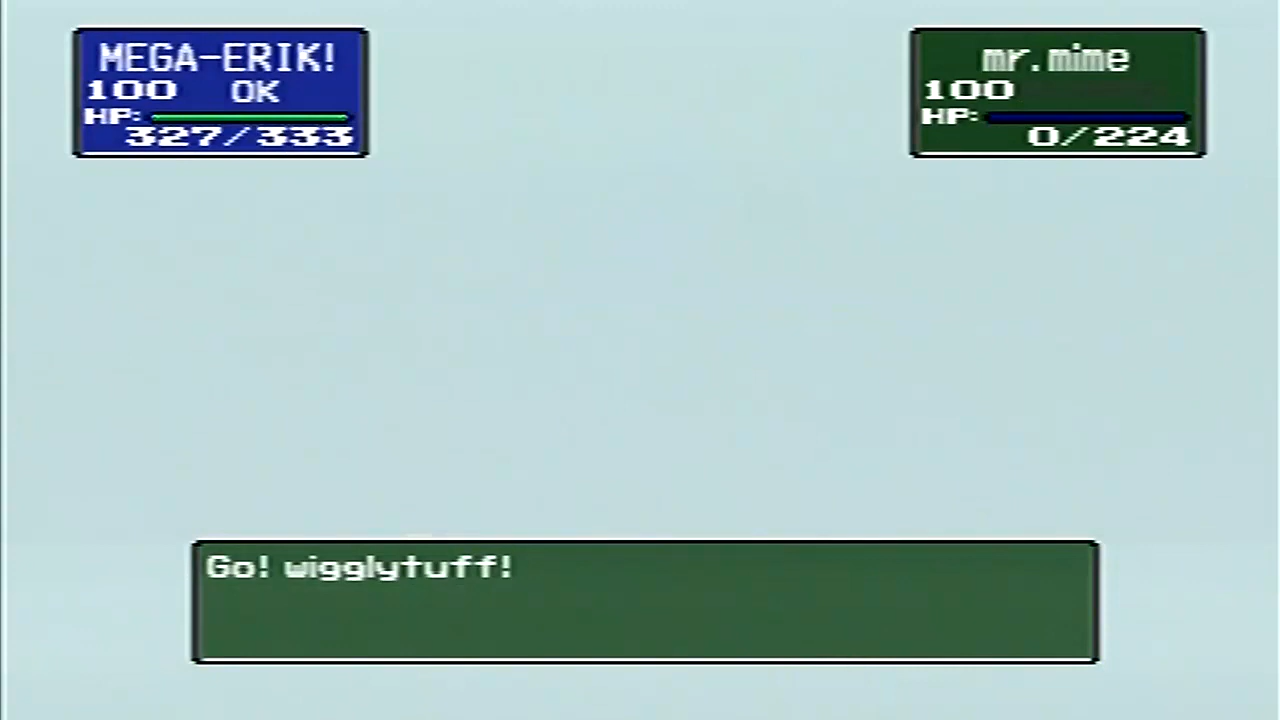 MEGA-ERIK!
100 OK
HP:
327/333
mr.mime
100
HP:
0/224
Go! wigglytuff!